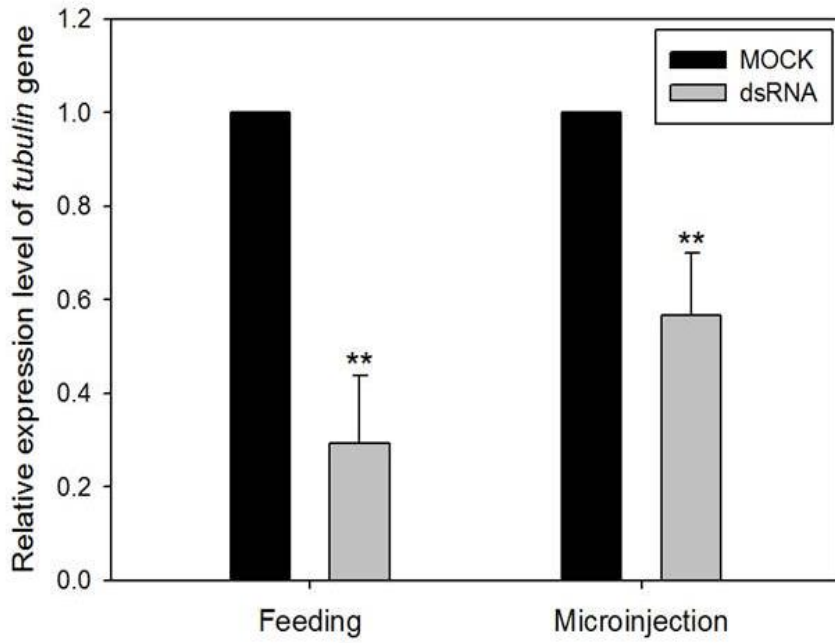 Relative expression level of tubulin gene
1.2
1.0
0.8
0.6
0.4
0.2
0.0
MOCK
dsRNA
**
**
Feeding
Microinjection